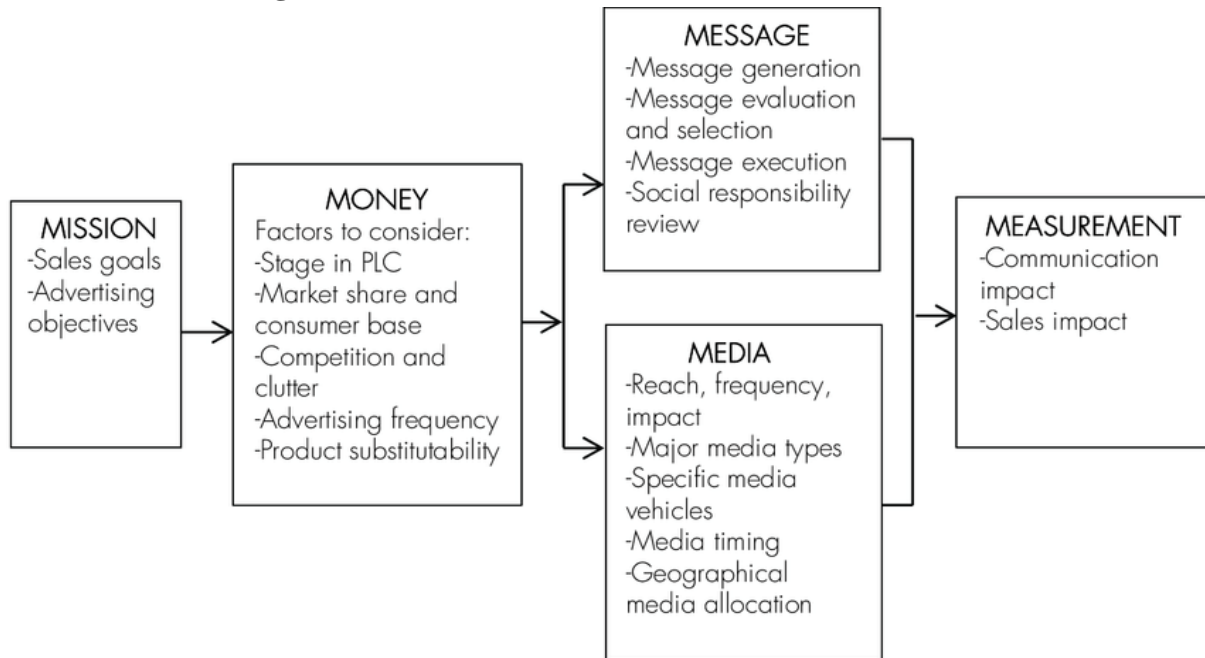 MISSION
-Sales goals
-Advertising
objectives
MONEY
Factors to consider:
-Stage in PLC
-Market share and
consumer base
-Competition and
clutter
-Advertising frequency
-Product substitutability
MESSAGE
-Message generation
-Message evaluation
and selection
-Message execution
-Social responsibility
review
MEDIA
-Reach, frequency,
impact
-Major media types
-Specific media
vehicles
-Media timing
-Geographical
media allocation
MEASUREMENT
-Communication
impact
-Sales impact